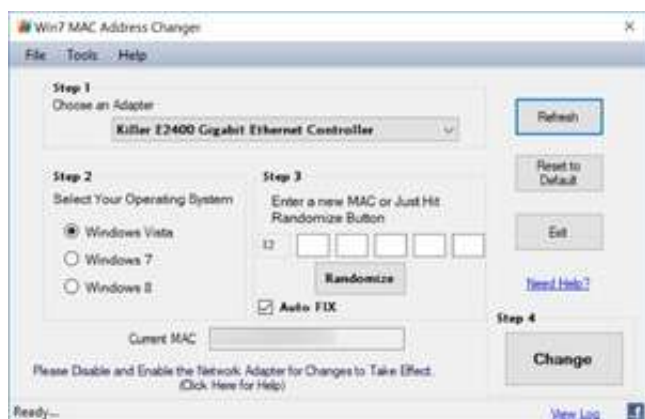 Win7 MAC Address Changer
File Tools Help
Step 1
Choose an Adapter
Killer E2400 Gigabit Ethernet Controller
Refresh
Reset to
Default
Exit
Need Help?
Step 2
Select Your Operating System
Windows Vista
Windows 7
Windows 8
Step 3
Enter a new MAC or Just Hit
Randomize Button
12
Randomize
Auto FIX
Current MAC
Please Disable and Enable the Network Adapter for Changes to Take Effect.
(Click Here for Help)
Step 4
Change
Ready...
View Log